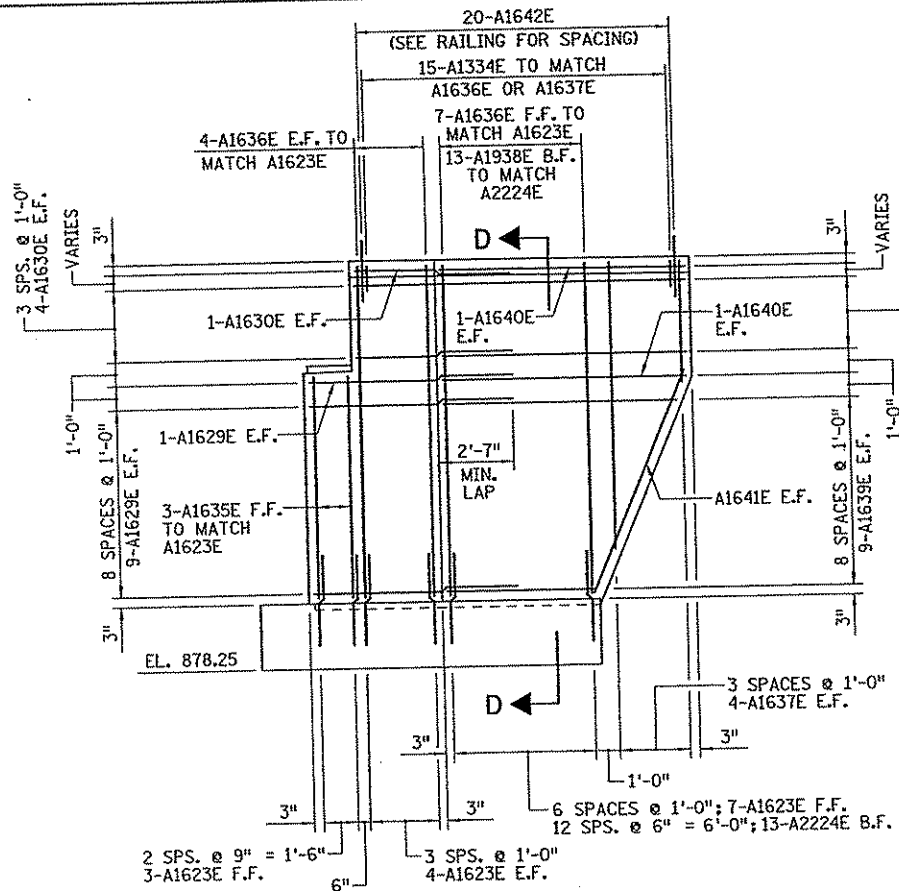 20-A1642E
(SEE RAILING FOR SPACING)
15-A1334E TO MATCH
A1636E OR A1637E
7-A1636E F.F. TO
MATCH A1623E
13-A1938E B.F.
TO MATCH
A2224E
4-A1636E E.F. TO
MATCH A1623E
3 SPS. @ 1'-0"
4-A1630E E.F.
VARIES
3"
D
3"
VARIES
1-A1630E E.F.
1-A1640E
E.F.
1-A1640E
E.F.
1'-0"
1'-0"
1-A1629E E.F.
2'-7"
MIN.
LAP
A1641E E.F.
3-A1635E F.F.
TO MATCH
A1623E
8 SPACES @ 1'-0"
9-A1629E E.F.
8 SPACES @ 1'-0"
9-A1639E E.F.
3"
3"
EL. 878.25
D
3 SPACES @ 1'-0"
4-A1637E E.F.
3"
3"
1'-0"
6 SPACES @ 1'-0"; 7-A1623E F.F.
12 SPS. @ 6" = 6'-0"; 13-A2224E B.F.
3"
3"
2 SPS. @ 9" = 1'-6"
3-A1623E F.F.
6"
3 SPS. @ 1'-0"
4-A1623E E.F.